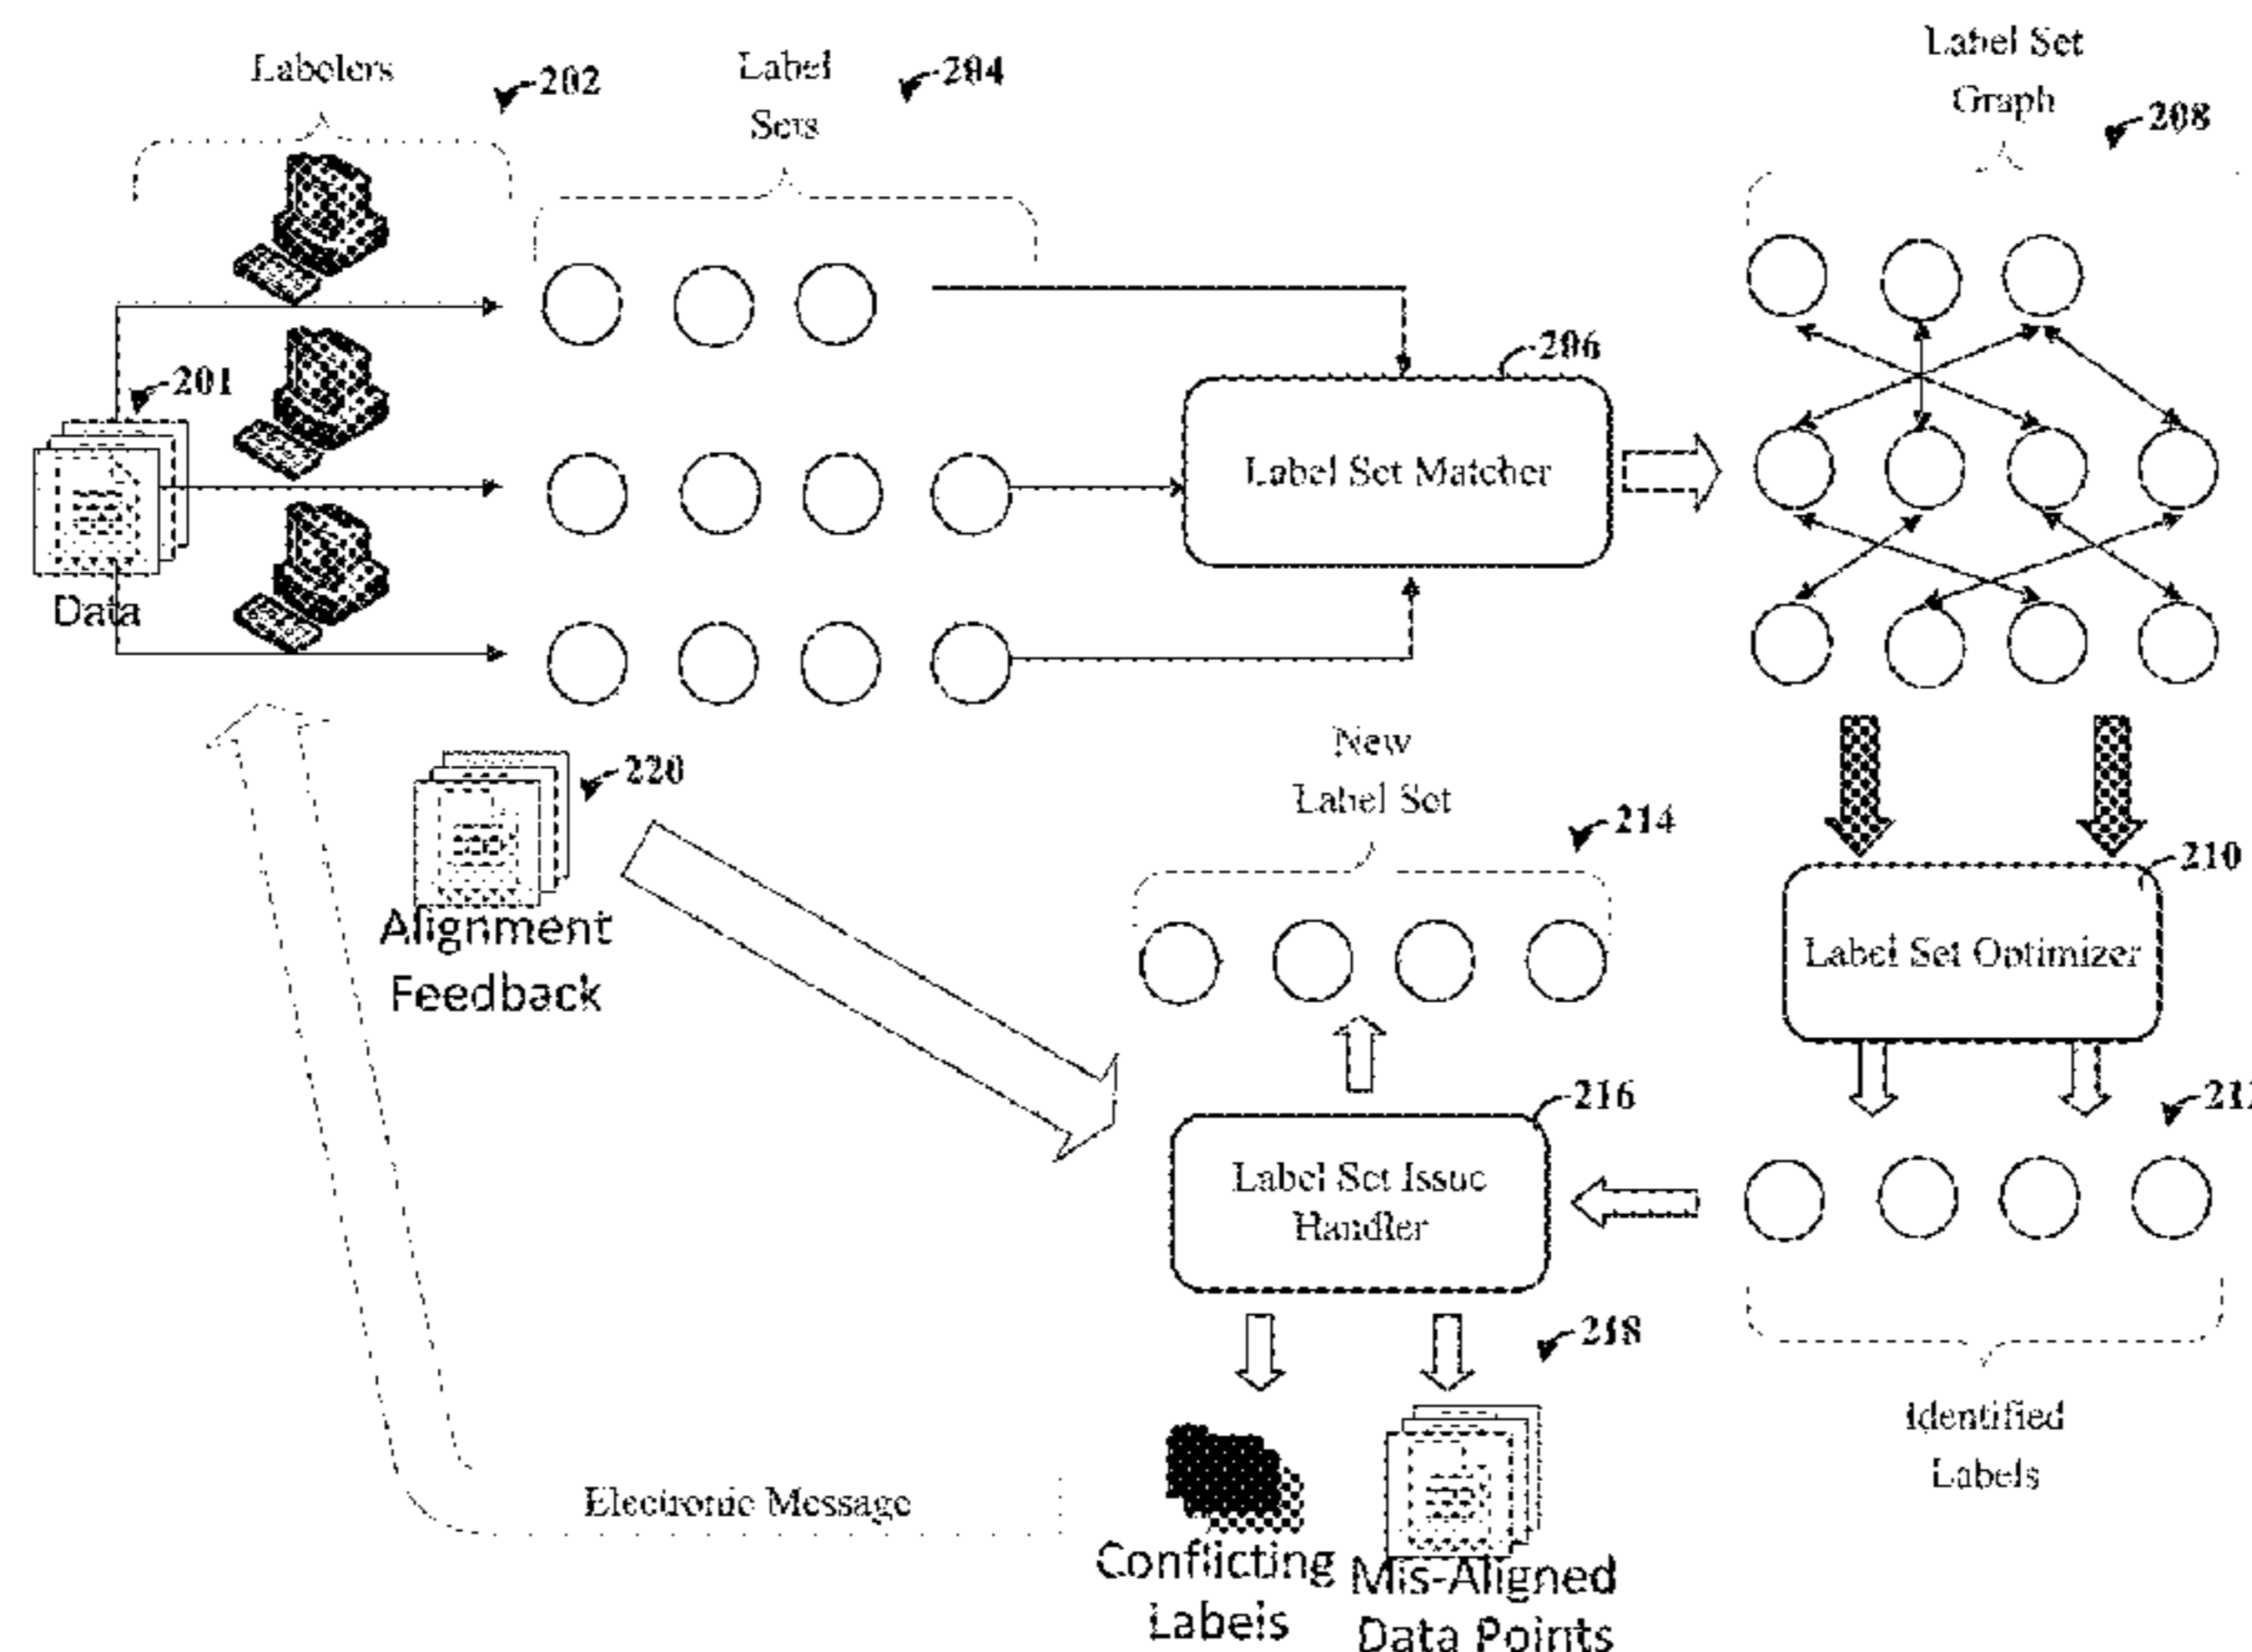 Labelers
202
Label
Sets
204
Label Set
Graph
208
201
Data
206
Label Set Matcher
220
Alignment
Feedback
New
Label Set
214
210
Label Set Optimizer
216
Label Set Issue
Handler
218
Identified
Labels
Electronic Message
Conflicting
Labels
Mis-Aligned
Data Points